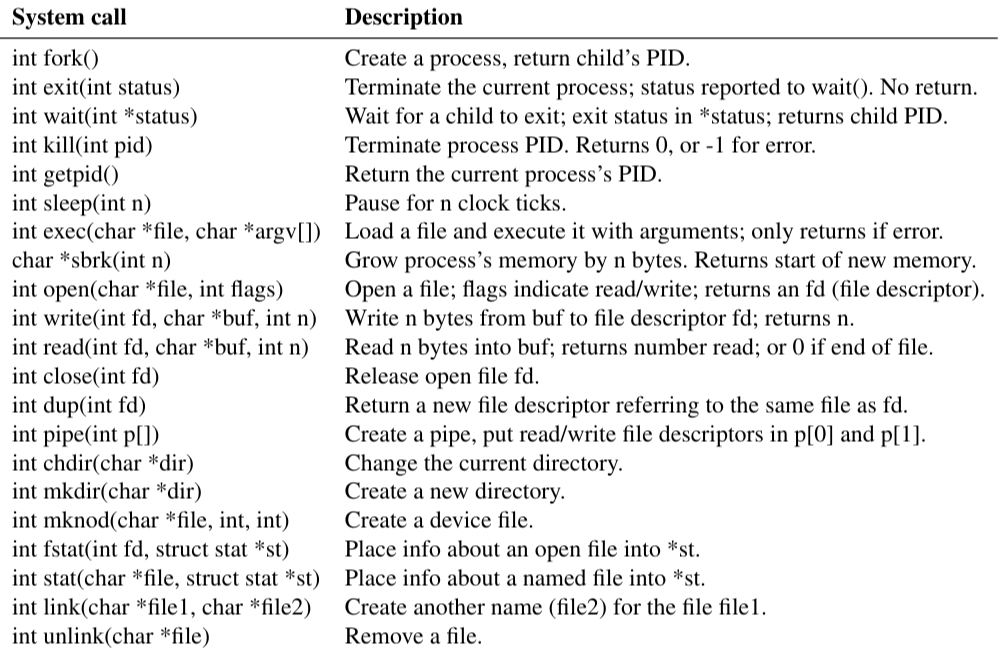 System call Description
int fork() Create a process, return child’s PID.
int exit(int status) Terminate the current process; status reported to wait(). No return.
int wait(int *status) Wait for a child to exit; exit status in *status; returns child PID.
int kill(int pid) Terminate process PID. Returns 0, or -1 for error.
int getpid() Return the current process’s PID.
int sleep(int n) Pause for n clock ticks.
int exec(char *file, char *argv[]) Load a file and execute it with arguments; only returns if error.
char *sbrk(int n) Grow process’s memory by n bytes. Returns start of new memory.
int open(char *file, int flags) Open a file; flags indicate read/write; returns an fd (file descriptor).
int write(int fd, char *buf, int n) Write n bytes from buf to file descriptor fd; returns n.
int read(int fd, char *buf, int n) Read n bytes into buf; returns number read; or 0 if end of file.
int close(int fd) Release open file fd.
int dup(int fd) Return a new file descriptor referring to the same file as fd.
int pipe(int p[]) Create a pipe, put read/write file descriptors in p[0] and p[1].
int chdir(char *dir) Change the current directory.
int mkdir(char *dir) Create a new directory.
int mknod(char *file, int, int) Create a device file.
int fstat(int fd, struct stat *st) Place info about an open file into *st.
int stat(char *file, struct stat *st) Place info about a named file into *st.
int link(char *file1, char *file2) Create another name (file2) for the file file1.
int unlink(char *file) Remove a file.